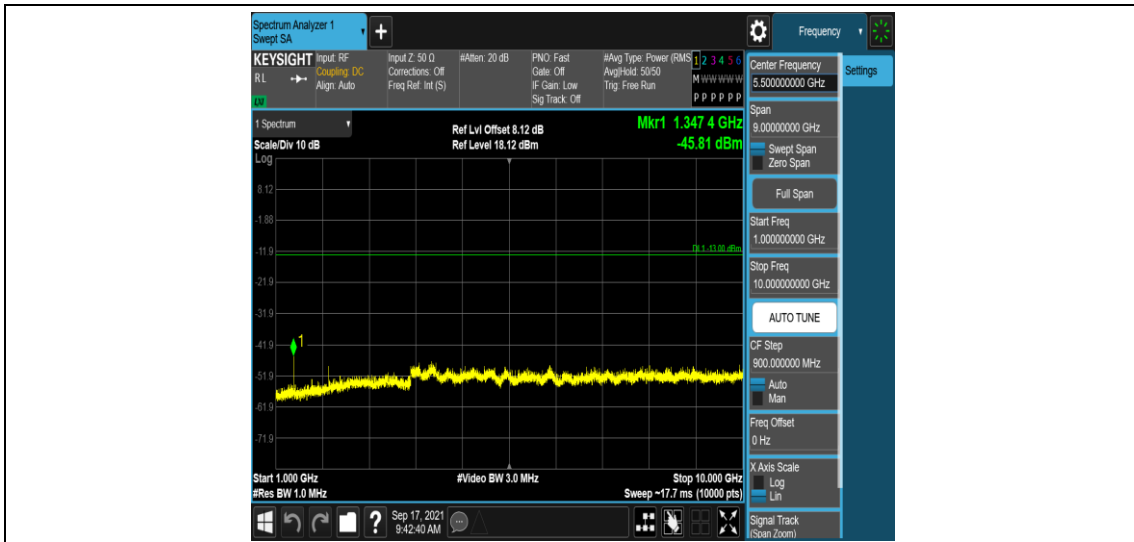 Spectrum Analyzer 1
Swept SA
+
Frequency
KEYSIGHT
RL
LXI
Input: RF
Coupling: DC
Align: Auto
Input Z: 50 Ω
Corrections: Off
Freq Ref: Int (S)
#Atten: 20 dB
PNO: Fast
Gate: Off
IF Gain: Low
Sig Track: Off
#Avg Type: Power (RMS
Avg|Hold: 50/50
Trig: Free Run
1 2 3 4 5 6
M W W W W W
P P P P P P
1 Spectrum
Scale/Div 10 dB
Ref Lvl Offset 8.12 dB
Ref Level 18.12 dBm
Mkr1 1.347 4 GHz
-45.81 dBm
Log
8.12
-1.88
-11.9
-21.9
-31.9
-41.9
-51.9
-61.9
-71.9
DL1 -13.00 dBm
1
Start 1.000 GHz
#Res BW 1.0 MHz
#Video BW 3.0 MHz
Stop 10.000 GHz
Sweep ~17.7 ms (10000 pts)
Center Frequency
5.500000000 GHz
Settings
Span
9.00000000 GHz
Swept Span
Zero Span
Full Span
Start Freq
1.000000000 GHz
Stop Freq
10.000000000 GHz
AUTO TUNE
CF Step
900.000000 MHz
Auto
Man
Freq Offset
0 Hz
X Axis Scale
Log
Lin
Signal Track
(Span Zoom)
?
Sep 17, 2021
9:42:40 AM